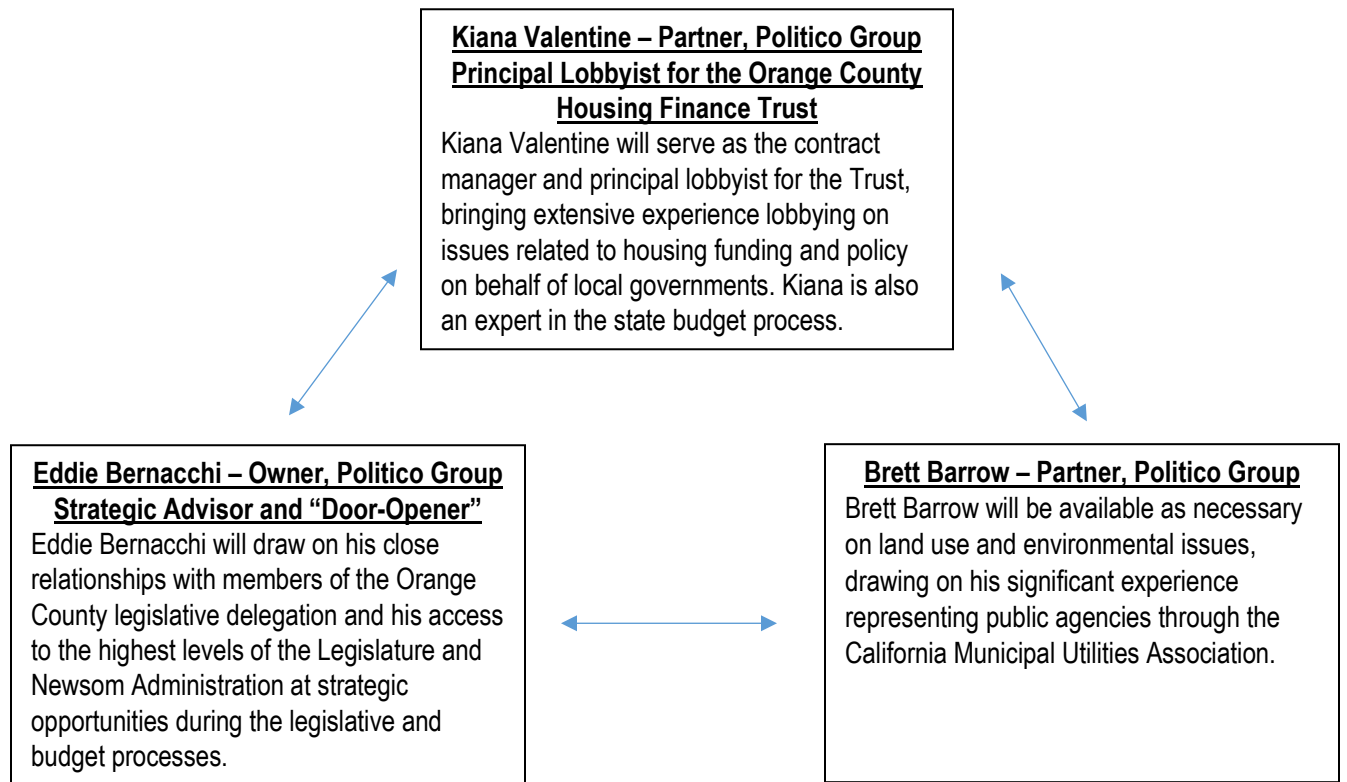 Kiana Valentine – Partner, Politico Group
Principal Lobbyist for the Orange County
Housing Finance Trust
Kiana Valentine will serve as the contract
manager and principal lobbyist for the Trust,
bringing extensive experience lobbying on
issues related to housing funding and policy
on behalf of local governments. Kiana is also
an expert in the state budget process.
Eddie Bernacchi – Owner, Politico Group
Strategic Advisor and “Door-Opener”
Eddie Bernacchi will draw on his close
relationships with members of the Orange
County legislative delegation and his access
to the highest levels of the Legislature and
Newsom Administration at strategic
opportunities during the legislative and
budget processes.
Brett Barrow – Partner, Politico Group
Brett Barrow will be available as necessary
on land use and environmental issues,
drawing on his significant experience
representing public agencies through the
California Municipal Utilities Association.